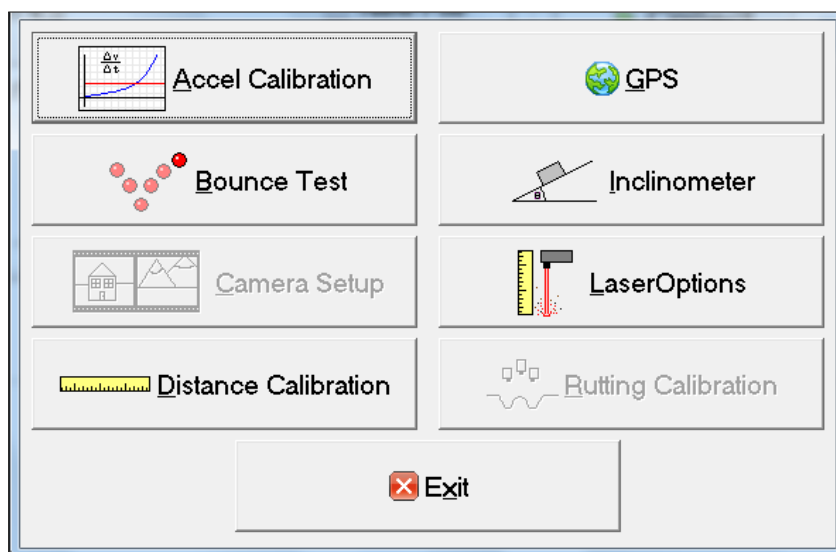 Δv
Δt
Accel Calibration
GPS
Bounce Test
θ
Inclinometer
Camera Setup
LaserOptions
Distance Calibration
Rutting Calibration
Exit